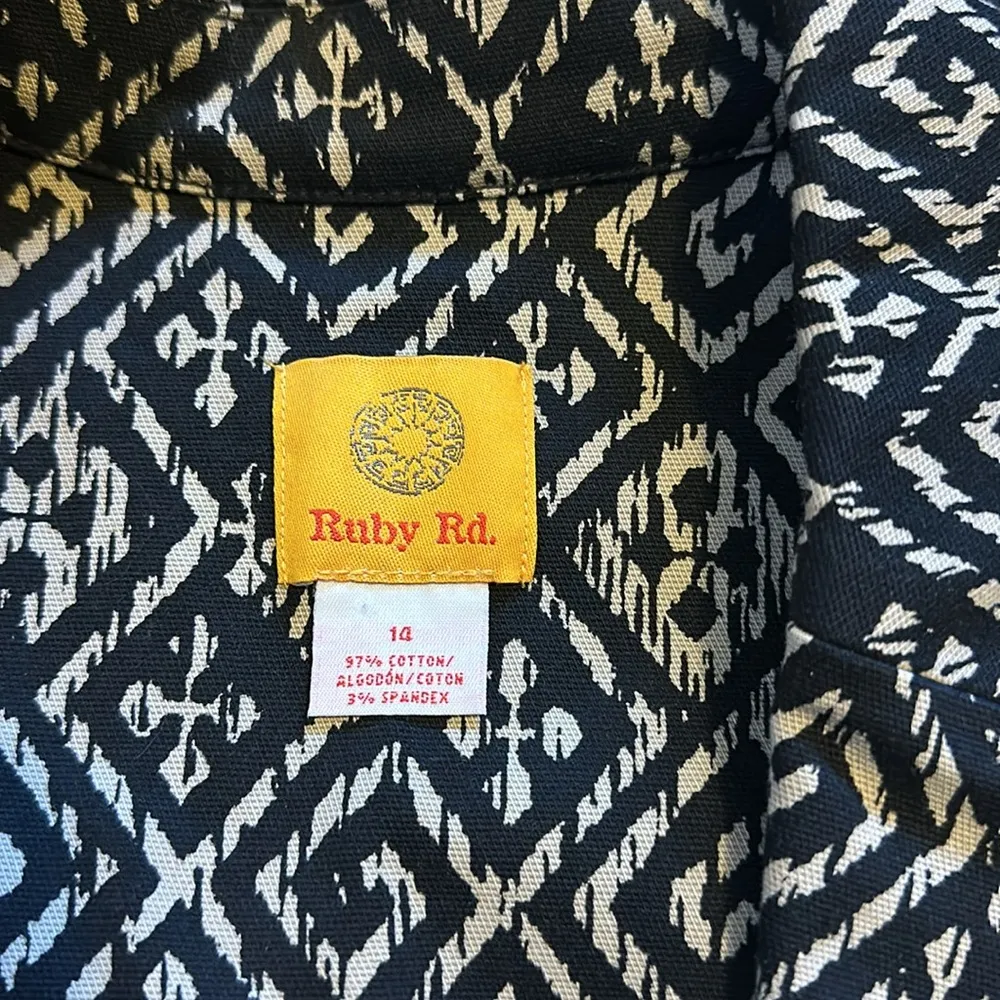 Ruby Rd.
14
97% COTTON/
ALGODÓN/COTON
3% SPANDEX